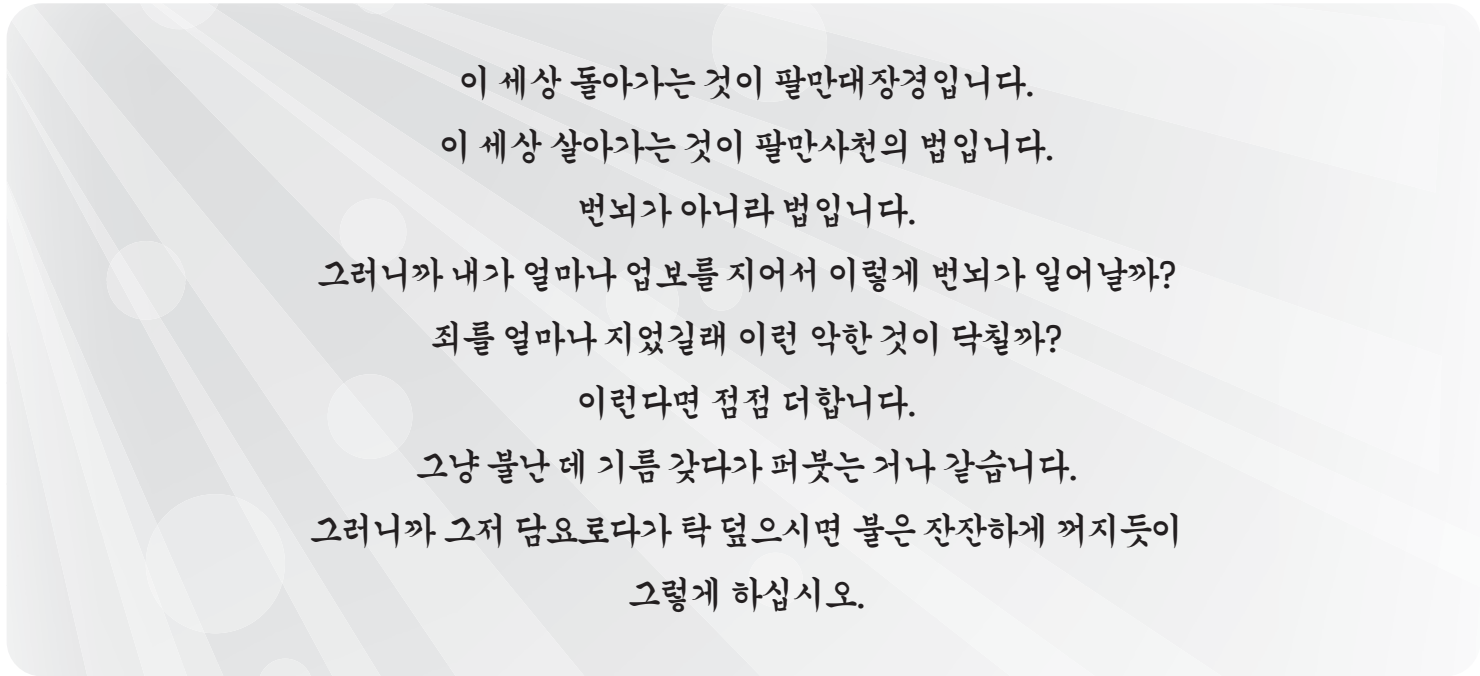 이 세상 돌아가는 것이 팔만대장경입니다.
이 세상 살아가는 것이 팔만사천의 법입니다.
번뇌가 아니라 법입니다.
그러니까 내가 얼마나 업보를 지어서 이렇게 번뇌가 일어날까?
죄를 얼마나 지었길래 이런 악한 것이 닥칠까?
이런다면 점점 더합니다.
그냥 불난 데 기름 갖다가 퍼붓는 거나 같습니다.
그러니까 그저 담요로다가 탁 덮으시면 불은 잔잔하게 꺼지듯이
그렇게 하십시오.